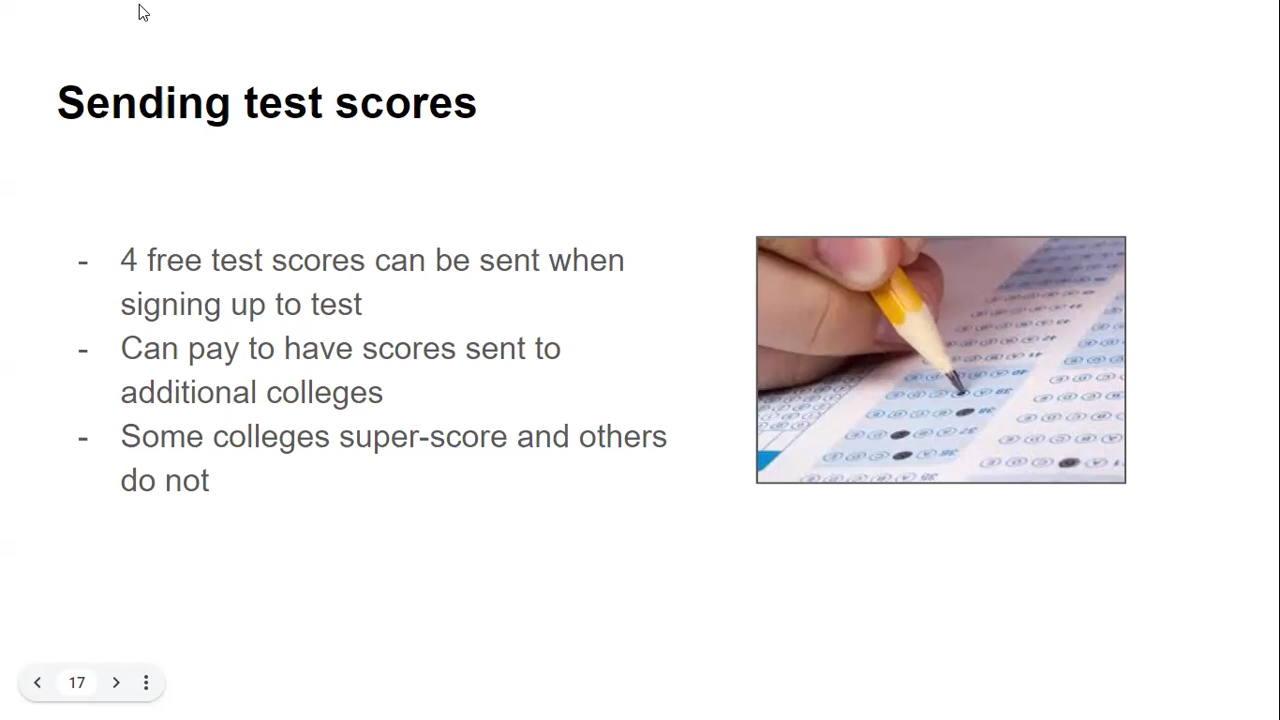 Sending test scores
- 4 free test scores can be sent when
signing up to test
- Can pay to have scores sent to
additional colleges
- Some colleges super-score and others
do not
17